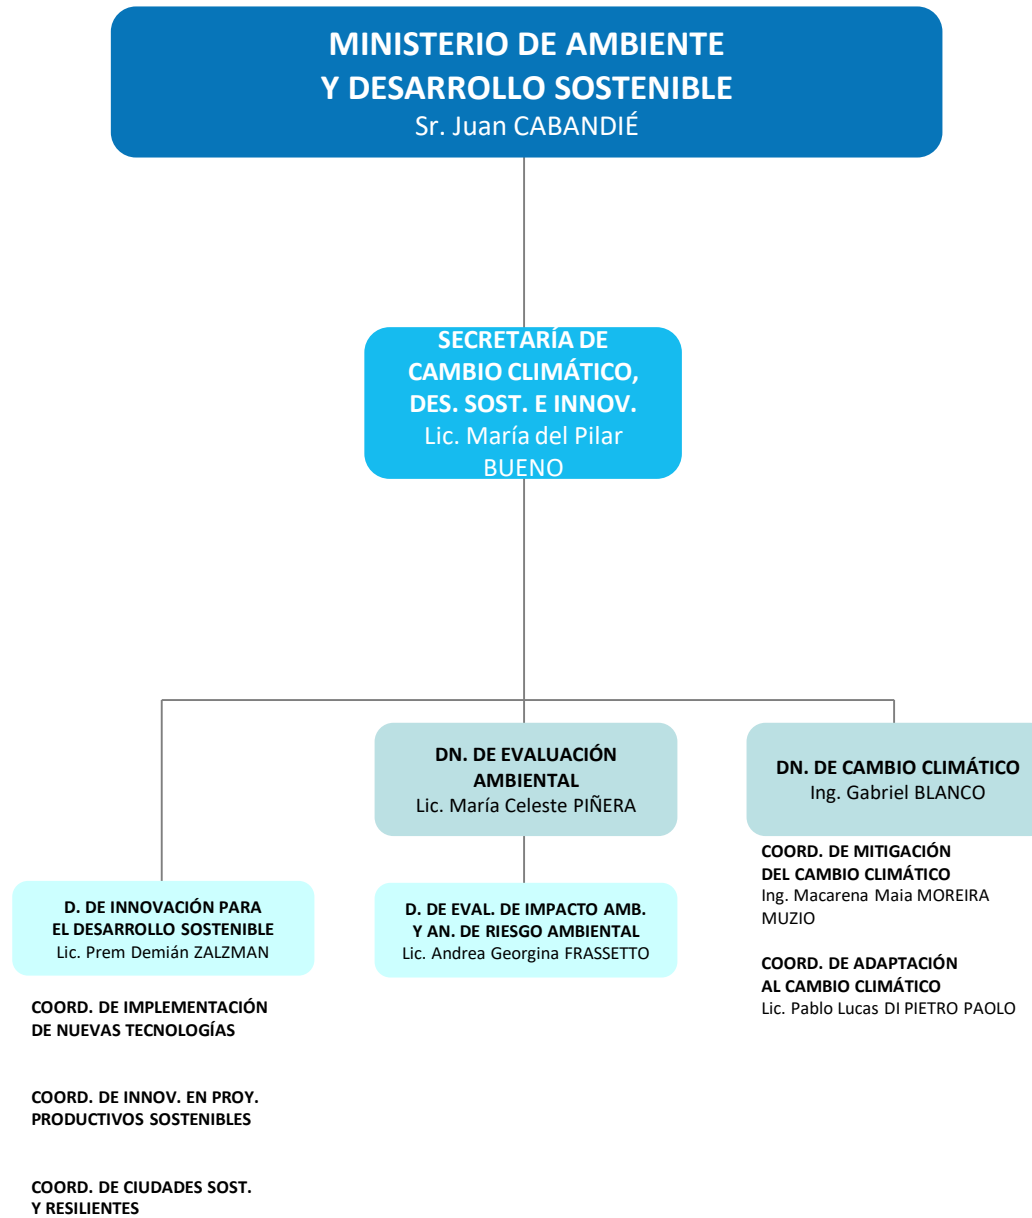 MINISTERIO DE AMBIENTE
Y DESARROLLO SOSTENIBLE
Sr. Juan CABANDIÉ
SECRETARÍA DE
CAMBIO CLIMÁTICO,
DES. SOST. E INNOV.
Lic. María del Pilar
BUENO
DN. DE EVALUACIÓN
AMBIENTAL
Lic. María Celeste PIÑERA
DN. DE CAMBIO CLIMÁTICO
Ing. Gabriel BLANCO
COORD. DE MITIGACIÓN
DEL CAMBIO CLIMÁTICO
Ing. Macarena Maia MOREIRA
MUZIO
COORD. DE ADAPTACIÓN
AL CAMBIO CLIMÁTICO
Lic. Pablo Lucas DI PIETRO PAOLO
D. DE INNOVACIÓN PARA
EL DESARROLLO SOSTENIBLE
Lic. Prem Demián ZALZMAN
D. DE EVAL. DE IMPACTO AMB.
Y AN. DE RIESGO AMBIENTAL
Lic. Andrea Georgina FRASSETTO
COORD. DE IMPLEMENTACIÓN
DE NUEVAS TECNOLOGÍAS
COORD. DE INNOV. EN PROY.
PRODUCTIVOS SOSTENIBLES
COORD. DE CIUDADES SOST.
Y RESILIENTES